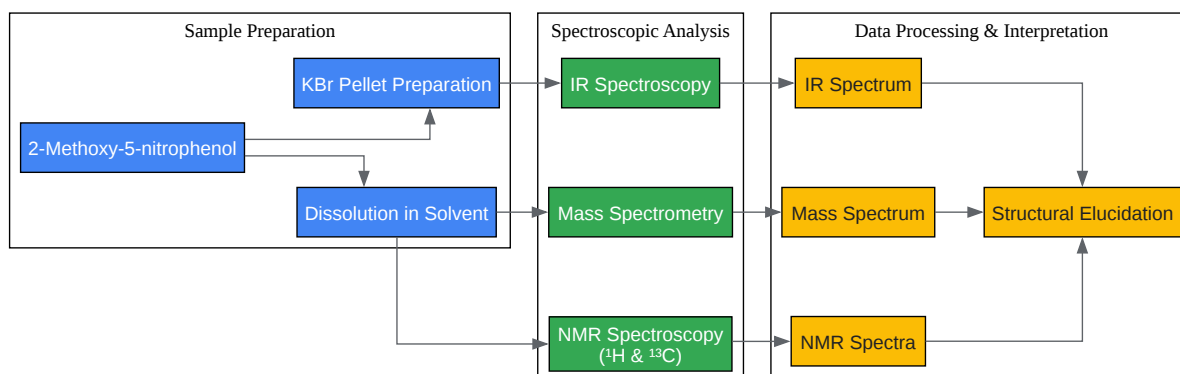 Sample Preparation
Spectroscopic Analysis
Data Processing & Interpretation
KBr Pellet Preparation
IR Spectroscopy
IR Spectrum
2-Methoxy-5-nitrophenol
Dissolution in Solvent
Mass Spectrometry
Mass Spectrum
Structural Elucidation
NMR Spectroscopy
(¹H & ¹³C)
NMR Spectra